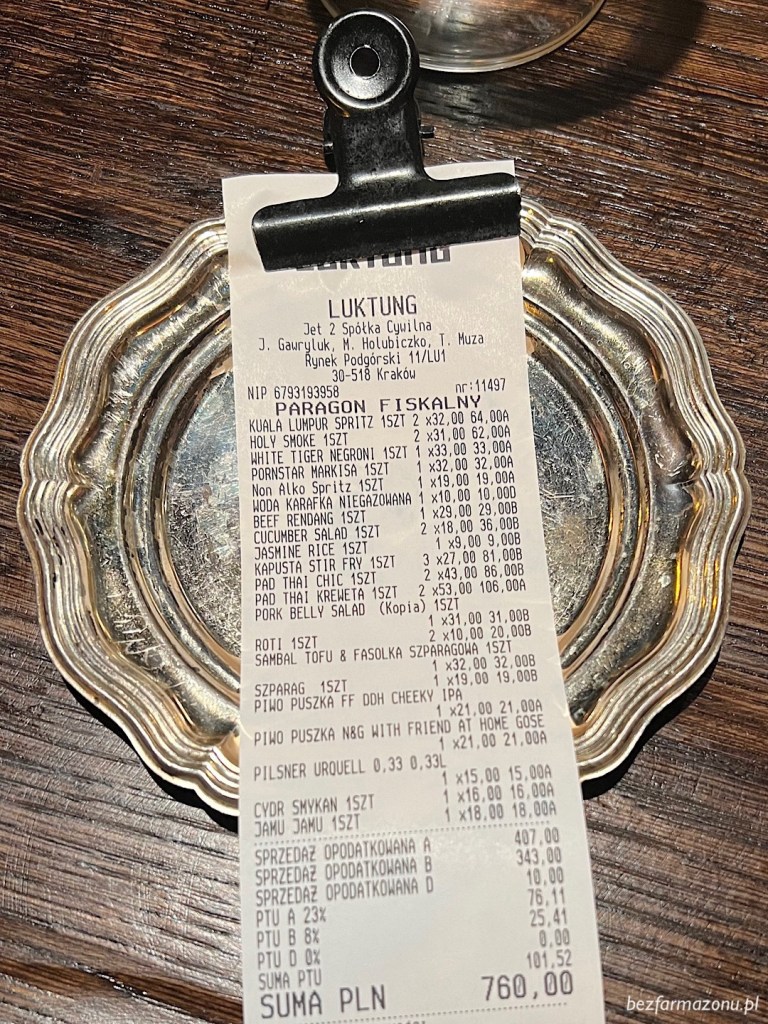 LUKTUNG
Jet 2 Spółka Cywilna
J. Gawryluk, M. Hołubiczko, T. Muza
Rynek Podgórski 11/LU1
30-518 Kraków
NIP 6793193958 nr:11497
PARAGON FISKALNY
KUALA LUMPUR SPRITZ 1SZT 2 x32,00 64,00A
HOLY SMOKE 1SZT 2 x31,00 62,00A
WHITE TIGER NEGRONI 1SZT 1 x33,00 33,00A
PORNSTAR MARKISA 1SZT 1 x32,00 32,00A
Non Alko Spritz 1SZT 1 x19,00 19,00A
WODA KARAFKA NIEGAZOWANA 1 x10,00 10,00D
BEEF RENDANG 1SZT 1 x29,00 29,00B
CUCUMBER SALAD 1SZT 2 x18,00 36,00B
JASMINE RICE 1SZT 1 x9,00 9,00B
KAPUSTA STIR FRY 1SZT 3 x27,00 81,00B
PAD THAI CHIC 1SZT 2 x43,00 86,00B
PAD THAI KREWETA 1SZT 2 x53,00 106,00A
PORK BELLY SALAD (Kopia) 1SZT
1 x31,00 31,00B
ROTI 1SZT 2 x10,00 20,00B
SAMBAL TOFU & FASOLKA SZPARAGOWA 1SZT
1 x32,00 32,00B
SZPARAG 1SZT 1 x19,00 19,00B
PIWO PUSZKA FF DDH CHEEKY IPA
1 x21,00 21,00A
PIWO PUSZKA N&G WITH FRIEND AT HOME GOSE
1 x21,00 21,00A
PILSNER URQUELL 0,33 0,33L
1 x15,00 15,00A
CYDR SMYKAN 1SZT 1 x16,00 16,00A
JAMU JAMU 1SZT 1 x18,00 18,00A
SPRZEDAŻ OPODATKOWANA A 407,00
SPRZEDAŻ OPODATKOWANA B 343,00
SPRZEDAŻ OPODATKOWANA D 10,00
PTU A 23% 76,11
PTU B 8% 25,41
PTU D 0% 0,00
SUMA PTU 101,52
SUMA PLN 760,00
bezfarmazonu.pl